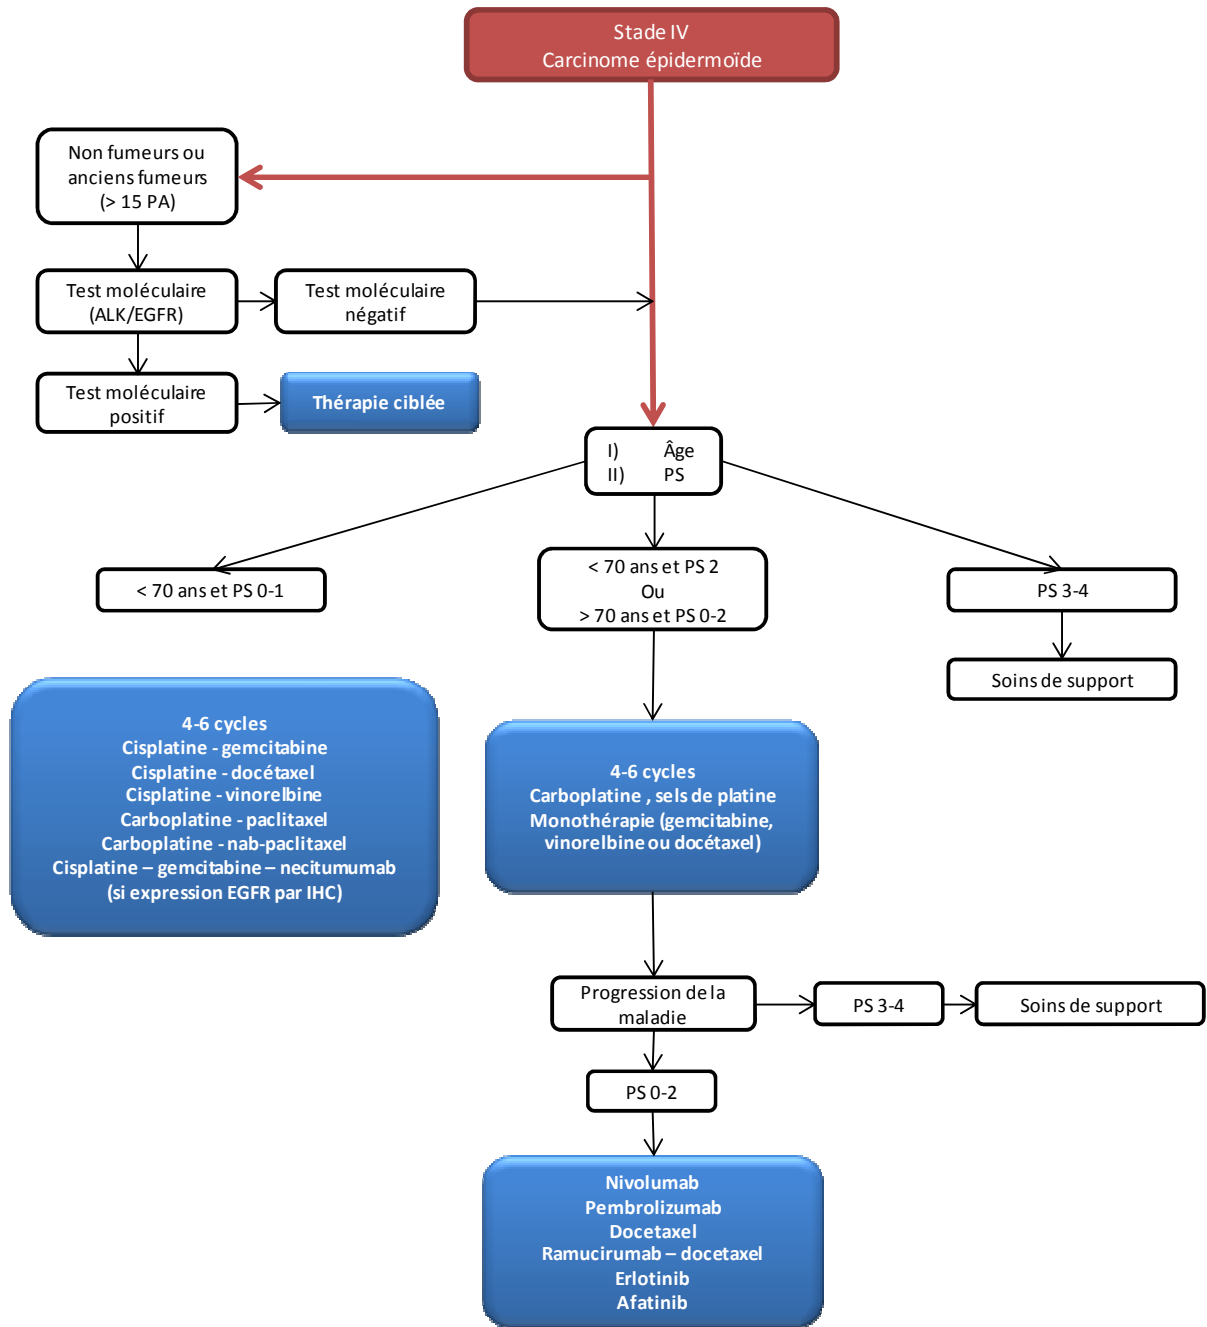 Stade IV
Carcinome épidermoïde
Non fumeurs ou
anciens fumeurs
(> 15 PA)
Test moléculaire
(ALK/EGFR)
Test moléculaire
négatif
Test moléculaire
positif
Thérapie ciblée
I) Âge
II) PS
< 70 ans et PS 0-1
< 70 ans et PS 2
Ou
> 70 ans et PS 0-2
PS 3-4
Soins de support
4-6 cycles
Cisplatine - gemcitabine
Cisplatine - docétaxel
Cisplatine - vinorelbine
Carboplatine - paclitaxel
Carboplatine - nab-paclitaxel
Cisplatine – gemcitabine – necitumumab
(si expression EGFR par IHC)
4-6 cycles
Carboplatine , sels de platine
Monothérapie (gemcitabine,
vinorelbine ou docétaxel)
Progression de la
maladie
PS 3-4
Soins de support
PS 0-2
Nivolumab
Pembrolizumab
Docetaxel
Ramucirumab – docetaxel
Erlotinib
Afatinib